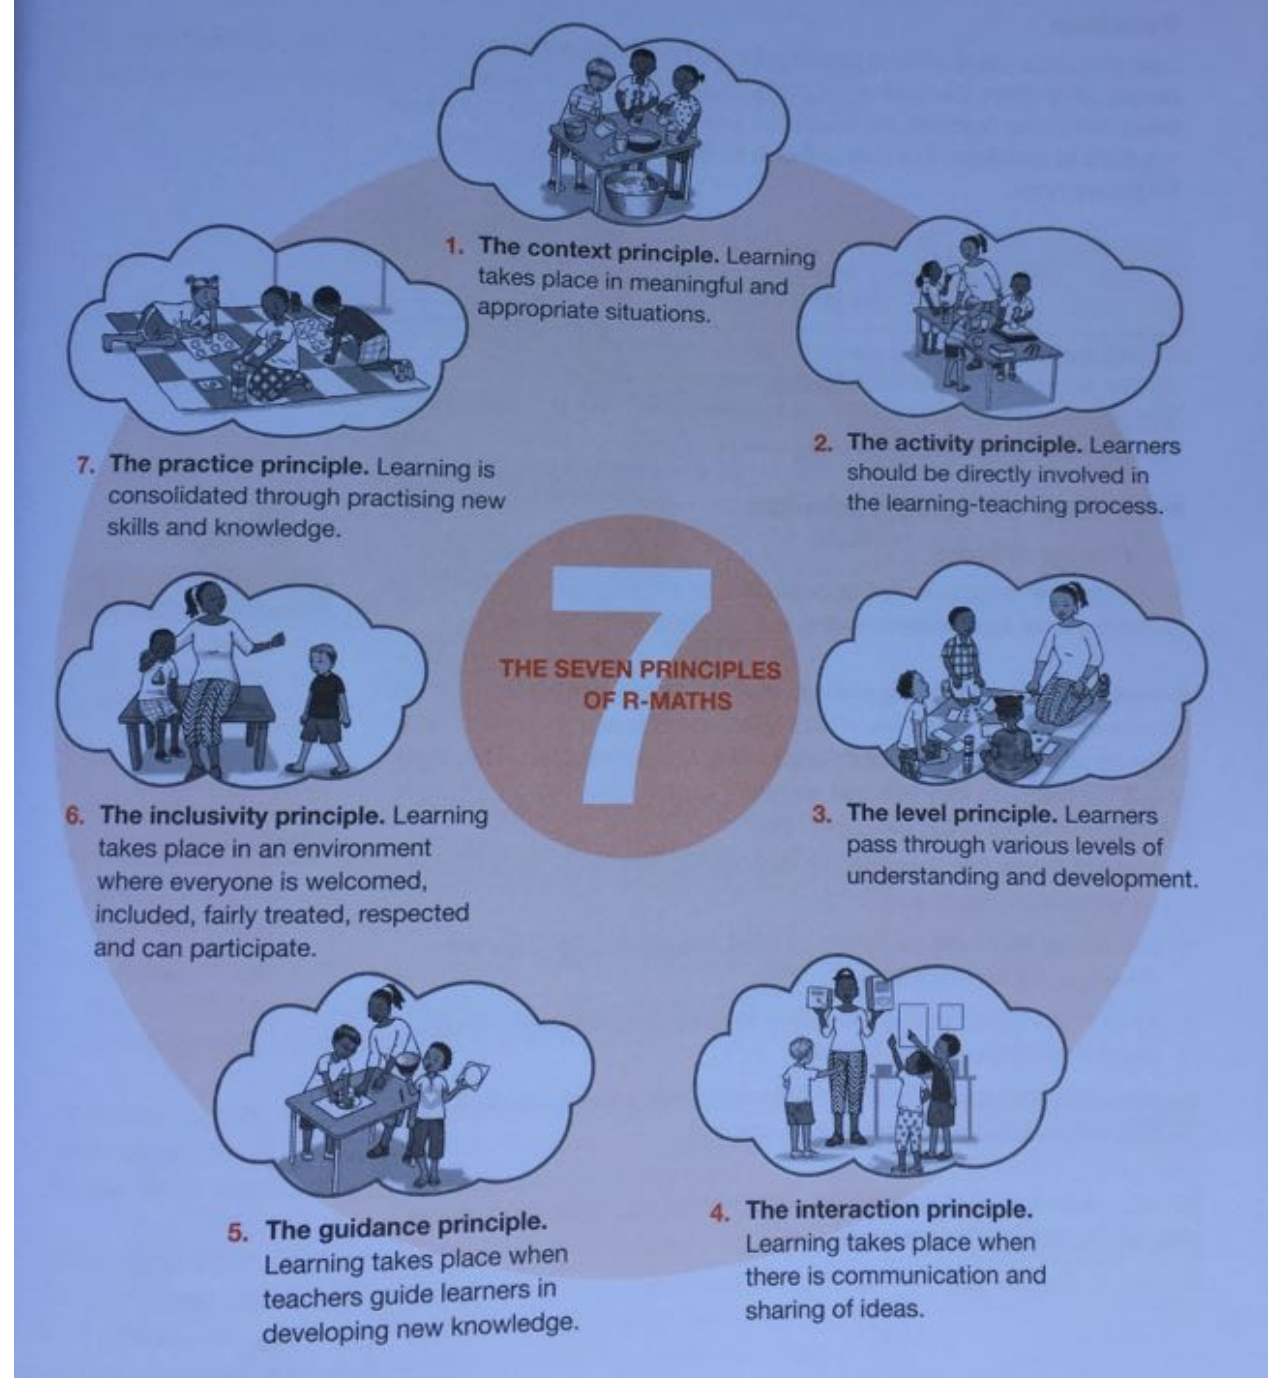 1. The context principle. Learning
takes place in meaningful and
appropriate situations.
2. The activity principle. Learners
should be directly involved in
the learning-teaching process.
3. The level principle. Learners
pass through various levels of
understanding and development.
4. The interaction principle.
Learning takes place when
there is communication and
sharing of ideas.
5. The guidance principle.
Learning takes place when
teachers guide learners in
developing new knowledge.
6. The inclusivity principle. Learning
takes place in an environment
where everyone is welcomed,
included, fairly treated, respected
and can participate.
7. The practice principle. Learning is
consolidated through practising new
skills and knowledge.
7
THE SEVEN PRINCIPLES
OF R-MATHS